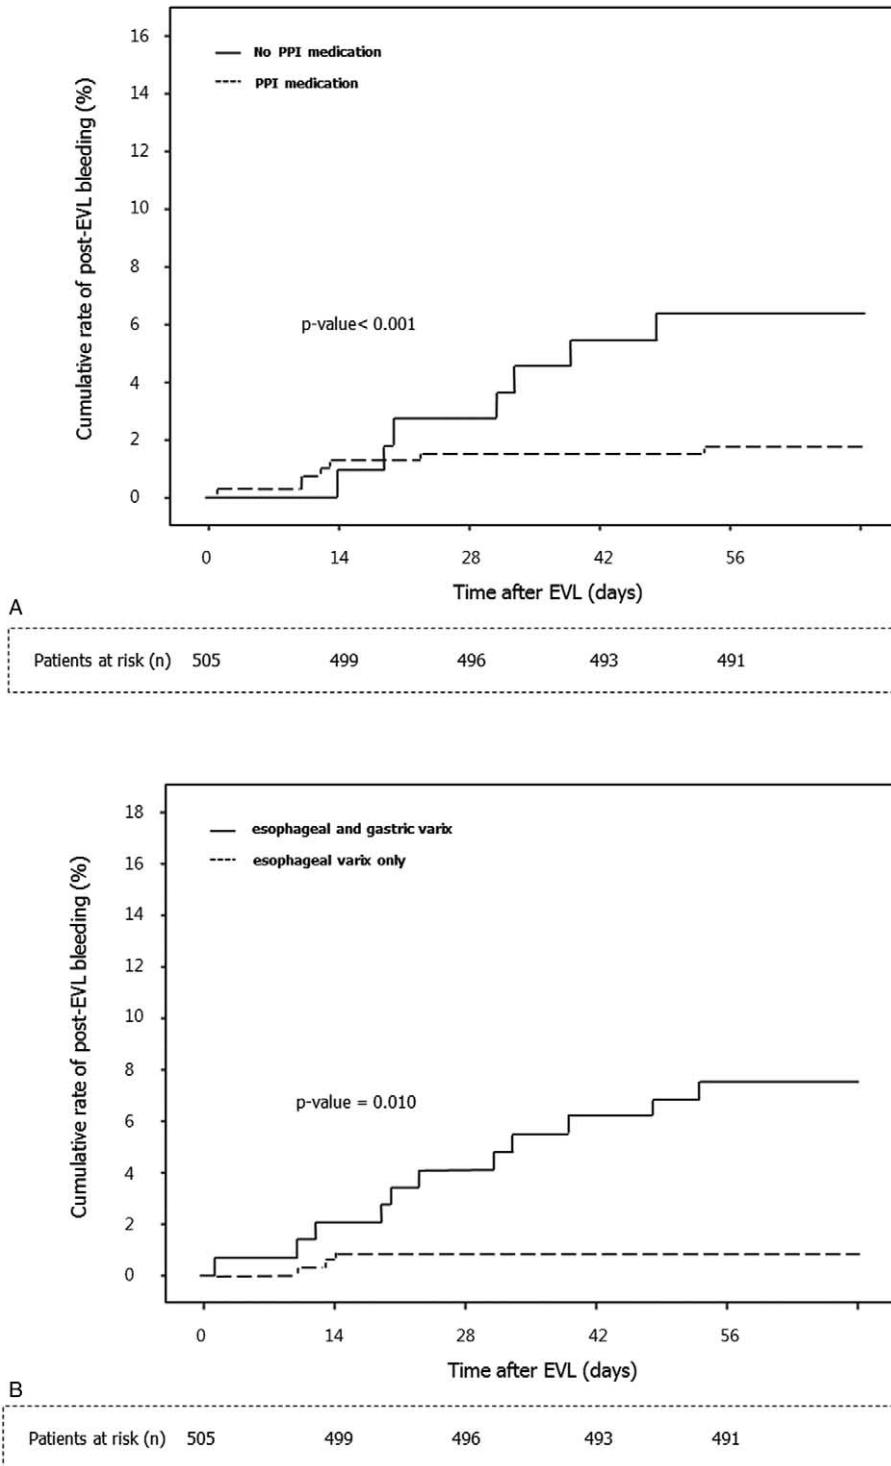 16
No PPI medication
PPI medication
14
12
10
8
6
4
2
0
p-value< 0.001
Cumulative rate of post-EVL bleeding (%)
0 14 28 42 56
Time after EVL (days)
A
Patients at risk (n) 505 499 496 493 491
18
esophageal and gastric varix
esophageal varix only
16
14
12
10
8
6
4
2
0
p-value = 0.010
Cumulative rate of post-EVL bleeding (%)
0 14 28 42 56
Time after EVL (days)
B
Patients at risk (n) 505 499 496 493 491